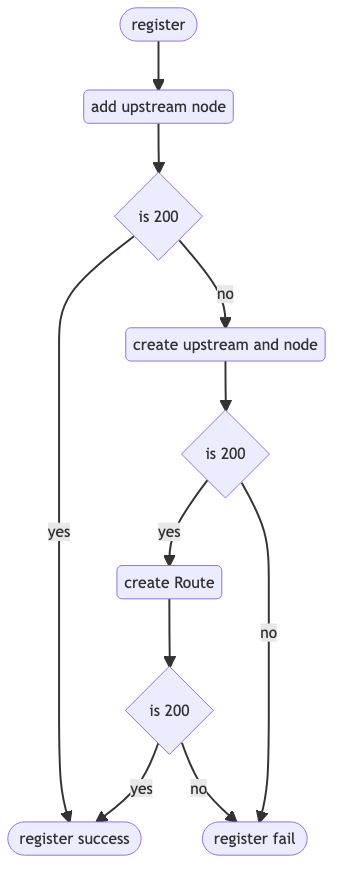 register
add upstream node
is 200
no
create upstream and node
is 200
yes
yes
create Route
no
is 200
yes
no
register success
register fail